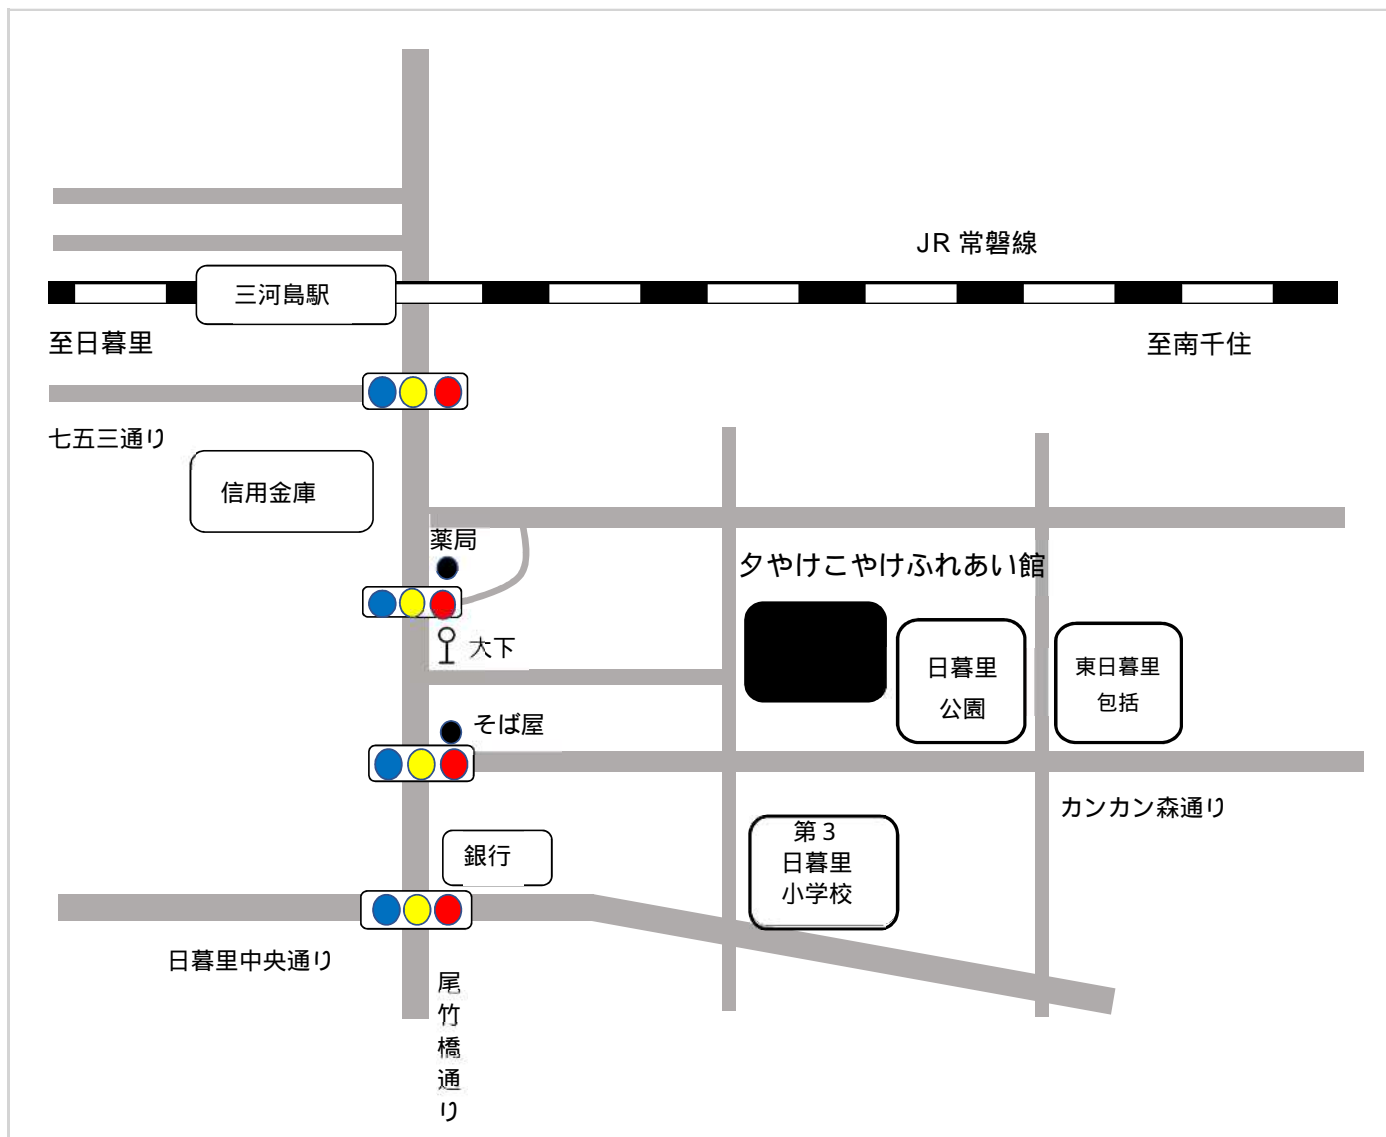 JR 常磐線
三河島駅
至日暮里
至南千住
七五三通り
信用金庫
薬局
夕やけこやけふれあい館
大下
日暮里
公園
東日暮里
包括
そば屋
カンカン森通り
銀行
第３
日暮里
小学校
日暮里中央通り
尾竹橋通り